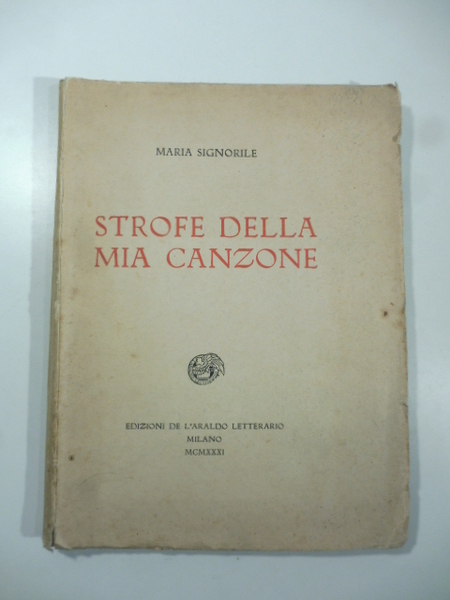 MARIA SIGNORILE
STROFE DELLA
MIA CANZONE
EDIZIONI DE L'ARALDO LETTERARIO
MILANO
MCMXXXI